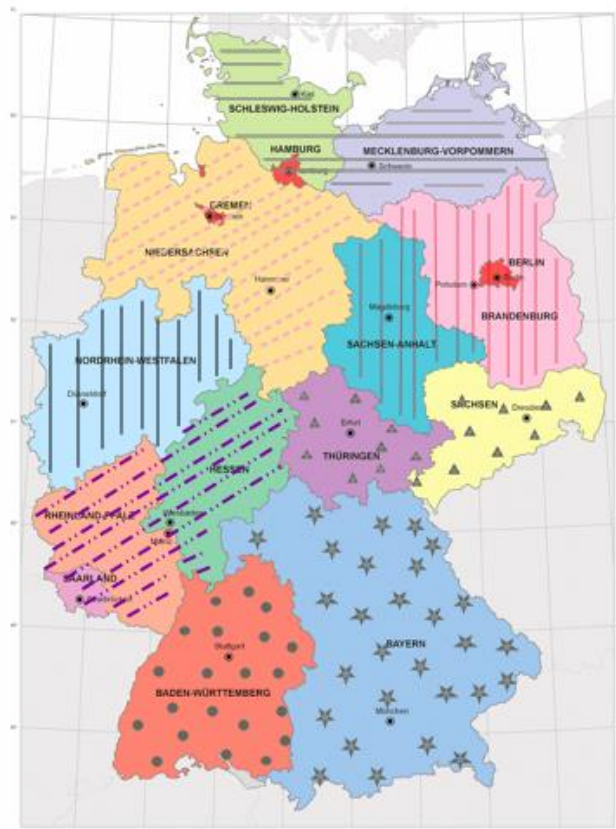 Kiel
SCHLESWIG-HOLSTEIN
HAMBURG
MECKLENBURG-VORPOMMERN
Schwerin
BREMEN
NIEDERSACHSEN
Hannover
BERLIN
Potsdam
BRANDENBURG
Magdeburg
SACHSEN-ANHALT
NORDRHEIN-WESTFALEN
Düsseldorf
SACHSEN
Dresden
Erfurt
THÜRINGEN
HESSEN
RHEINLAND-PFALZ
Wiesbaden
Mainz
SAARLAND
Saarbrücken
Stuttgart
BAYERN
BADEN-WÜRTTEMBERG
München